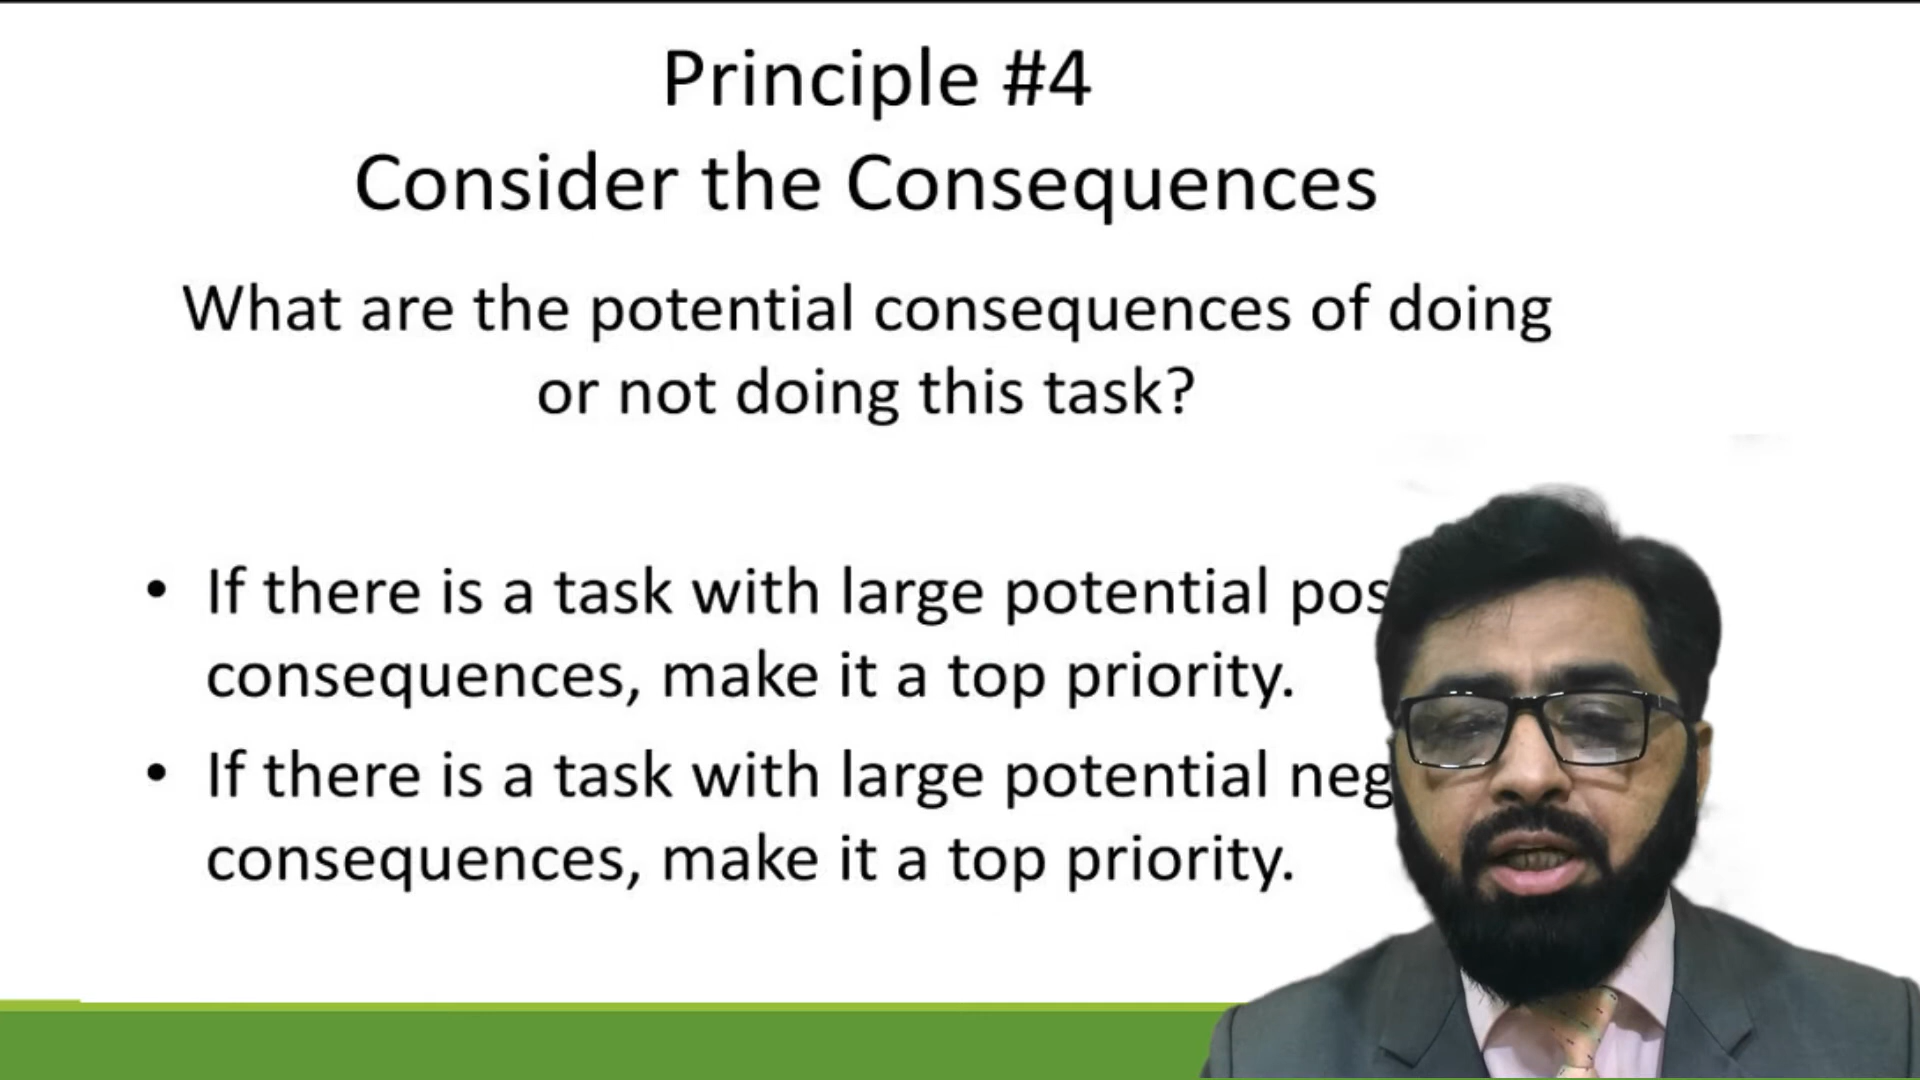 Principle #4
Consider the Consequences
What are the potential consequences of doing
or not doing this task?
• If there is a task with large potential pos
consequences, make it a top priority.
• If there is a task with large potential neg
consequences, make it a top priority.